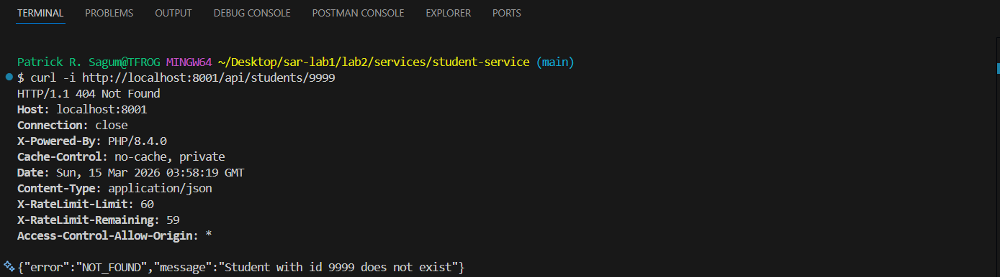 TERMINAL PROBLEMS OUTPUT DEBUG CONSOLE POSTMAN CONSOLE EXPLORER PORTS
Patrick R. Sagum@TFROG MINGW64 ~/Desktop/sar-lab1/lab2/services/student-service (main)
$ curl -i http://localhost:8001/api/students/9999
HTTP/1.1 404 Not Found
Host: localhost:8001
Connection: close
X-Powered-By: PHP/8.4.0
Cache-Control: no-cache, private
Date: Sun, 15 Mar 2026 03:58:19 GMT
Content-Type: application/json
X-RateLimit-Limit: 60
X-RateLimit-Remaining: 59
Access-Control-Allow-Origin: *
{"error":"NOT_FOUND","message":"Student with id 9999 does not exist"}